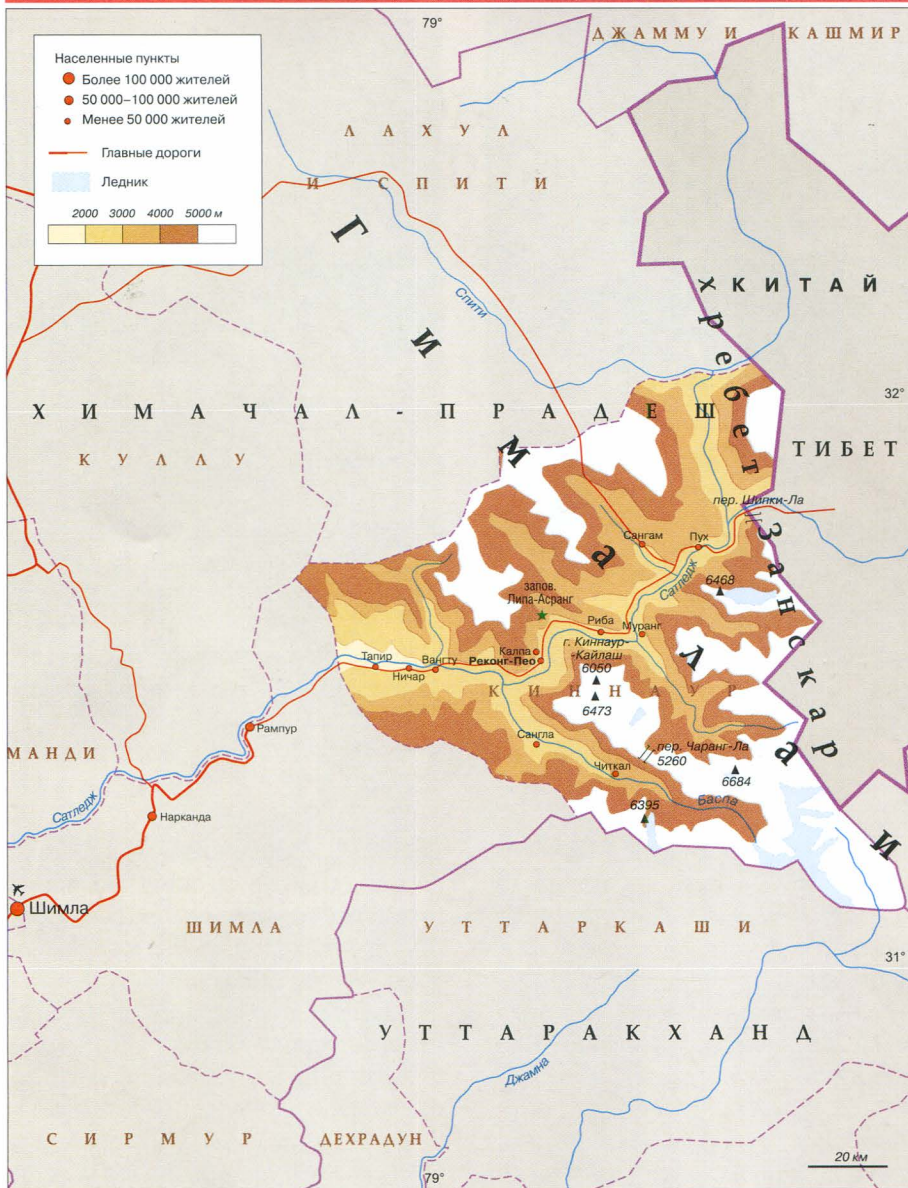 79°
ДЖАММУ И КАШМИР
Населенные пункты
Более 100 000 жителей
50 000–100 000 жителей
Менее 50 000 жителей
Главные дороги
Ледник
2000 3000 4000 5000 м
ЛАХУЛ
И СПИТИ
ГИМАЛАИ
Спити
КИТАЙ
Хребет Занскар
32°
ХИМАЧАЛ-ПРАДЕШ
КУЛЛУ
ТИБЕТ
пер. Шипки-Ла
Сангам
Пух
Сатледж
6468
запов.
Липа-Асранг
Риба
Муранг
г. Киннаур-
-Кайлаш
6050
6473
Калпа
Реконг-Пео
Тапир
Ничар
Вангту
КИННАУР
Рампур
Сангла
пер. Чаранг-Ла
5260
6684
Читкал
Баспа
6395
МАНДИ
Сатледж
Нарканда
Шимла
ШИМЛА
УТТАРКАШИ
31°
УТТАРАКХАНД
Джамна
СИРМУР
ДЕХРАДУН
20 км
79°